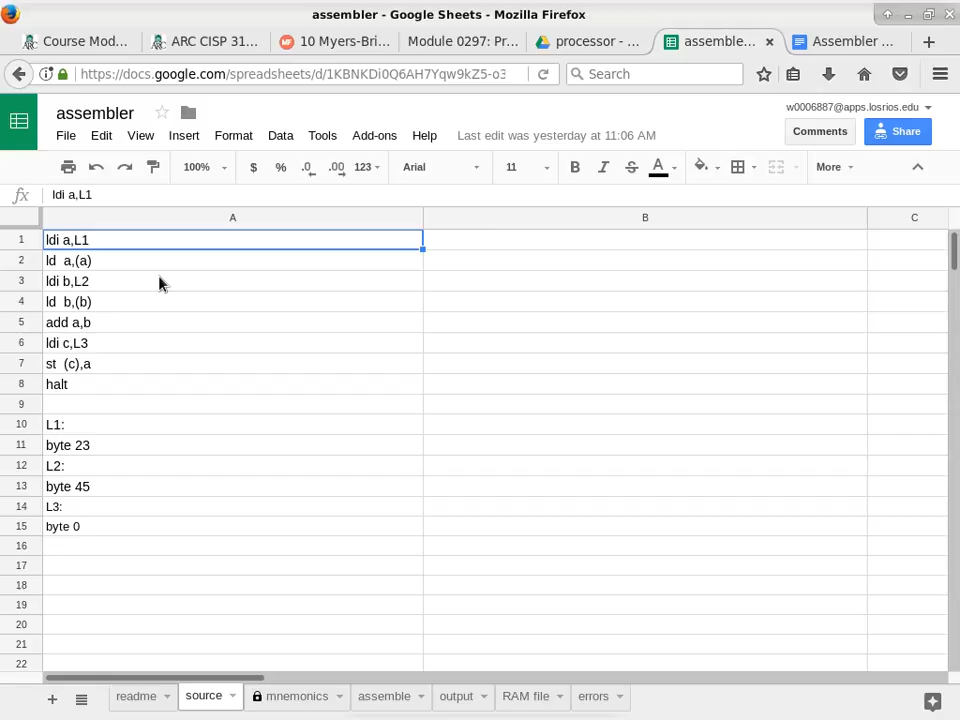 assembler - Google Sheets - Mozilla Firefox
Course Mod...
ARC CISP 31...
10 Myers-Bri...
Module 0297: Pr...
processor - ...
assemble...
Assembler ...
https://docs.google.com/spreadsheets/d/1KBNKDi0Q6AH7Yqw9kZ5-o3
Search
assembler
w0006887@apps.losrios.edu
File Edit View Insert Format Data Tools Add-ons Help Last edit was yesterday at 11:06 AM
Comments
Share
100% $ % .0 .00 123 Arial 11 B I S A More
fx ldi a,L1
A B C
1 ldi a,L1
2 ld  a,(a)
3 ldi b,L2
4 ld  b,(b)
5 add a,b
6 ldi c,L3
7 st  (c),a
8 halt
9
10 L1:
11 byte 23
12 L2:
13 byte 45
14 L3:
15 byte 0
16
17
18
19
20
21
22
readme source mnemonics assemble output RAM file errors